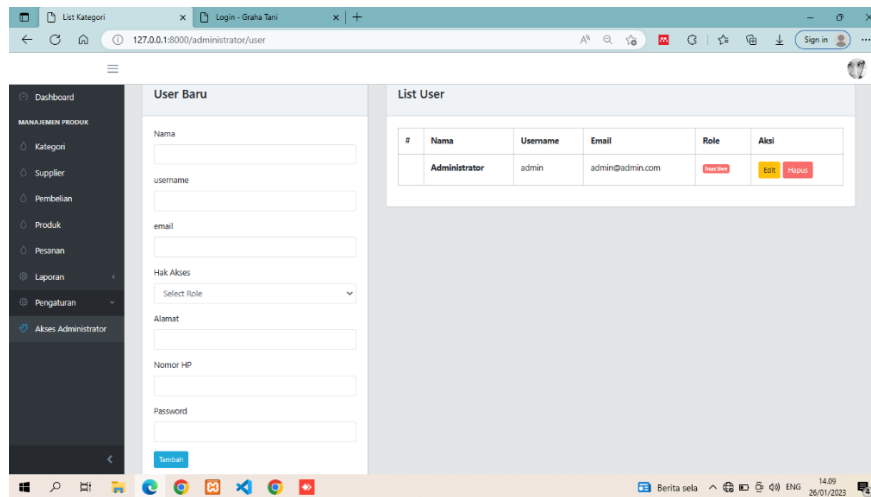 List Kategori
Login - Graha Tani
127.0.0.1:8000/administrator/user
Sign in
Dashboard
MANAJEMEN PRODUK
Kategori
Supplier
Pembelian
Produk
Pesanan
Laporan
Pengaturan
Akses Administrator
User Baru
Nama
username
email
Hak Akses
Select Role
Alamat
Nomor HP
Password
Tambah
List User
# Nama Username Email Role Aksi
Administrator admin admin@admin.com Edit Hapus
Berita sela ENG 14.09
26/01/2023